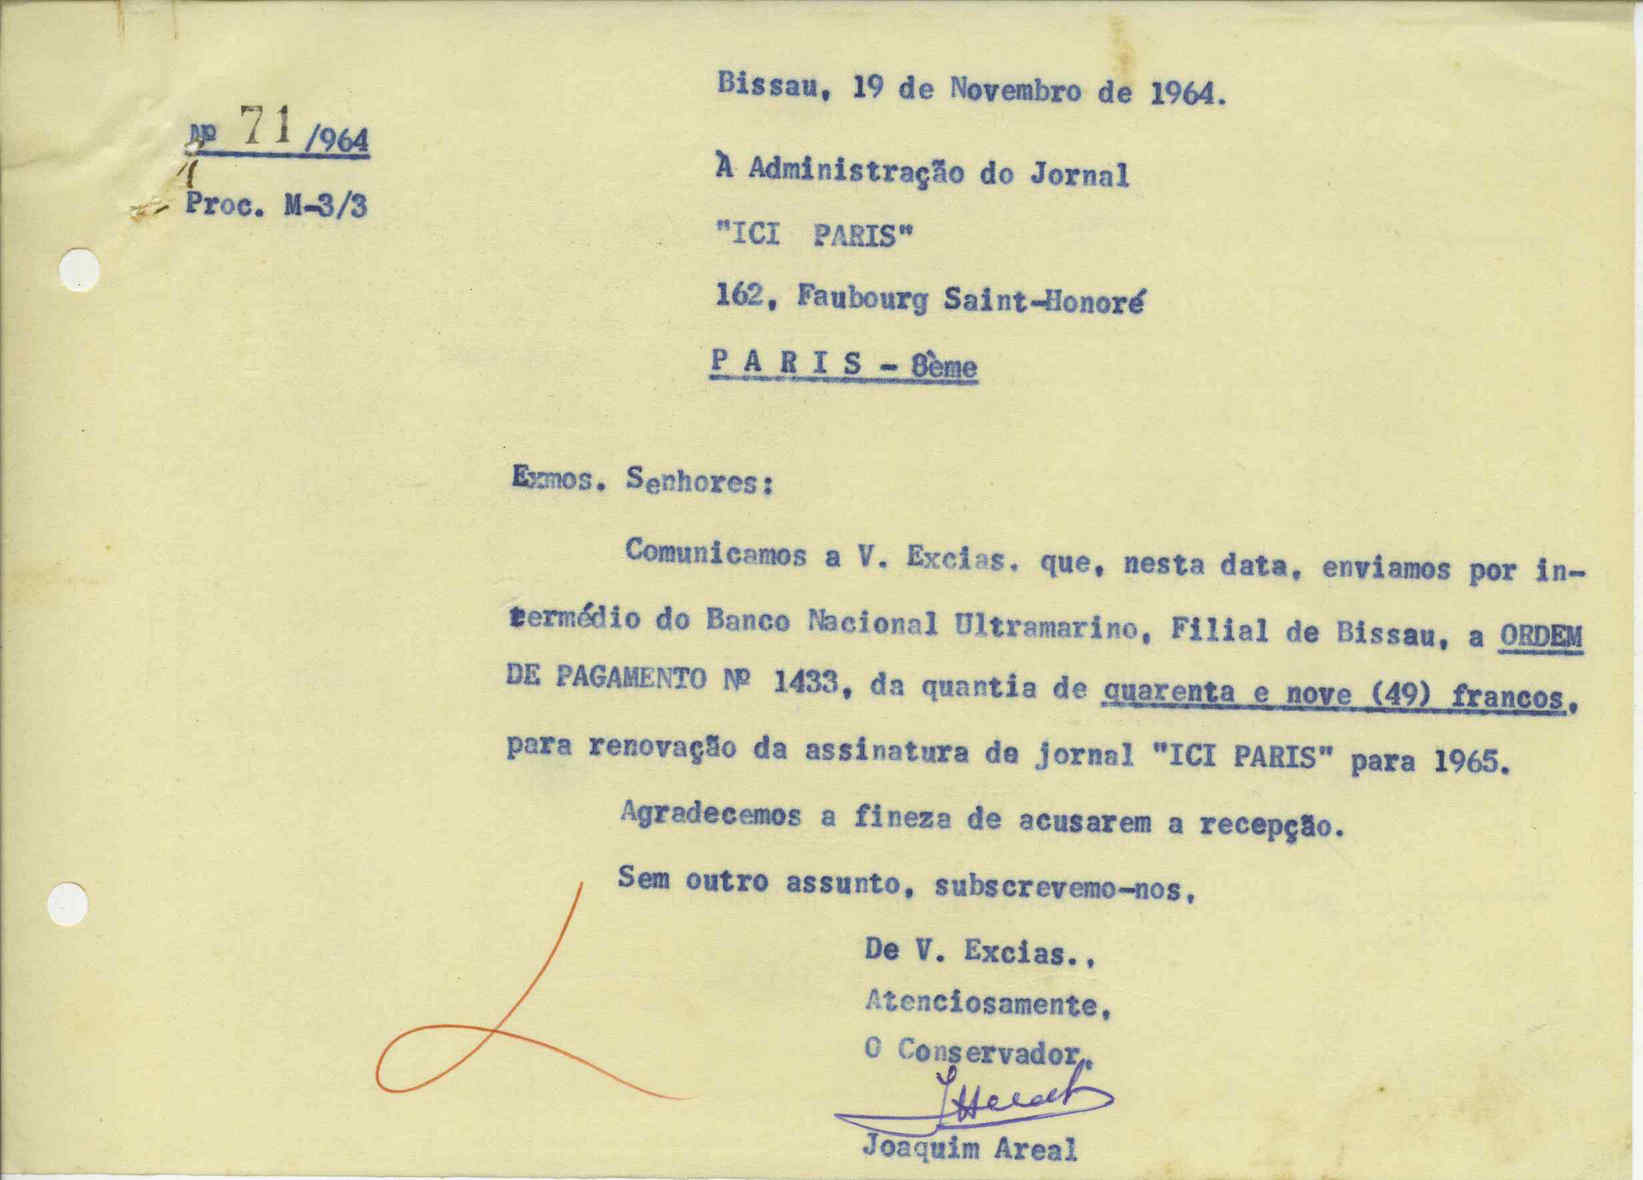 Bissau, 19 de Novembro de 1964.
Nº 71/964
Proc. M-3/3
À Administração do Jornal
"ICI PARIS"
162, Faubourg Saint-Honoré
P A R I S - 8ème
Exmos. Senhores:
Comunicamos a V. Excias. que, nesta data, enviamos por in-
termédio do Banco Nacional Ultramarino, Filial de Bissau, a ORDEM
DE PAGAMENTO Nº 1433, da quantia de quarenta e nove (49) francos,
para renovação da assinatura do jornal "ICI PARIS" para 1965.
Agradecemos a fineza de acusarem a recepção.
Sem outro assunto, subscrevemo-nos,
De V. Excias.,
Atenciosamente,
O Conservador,
Joaquim Areal